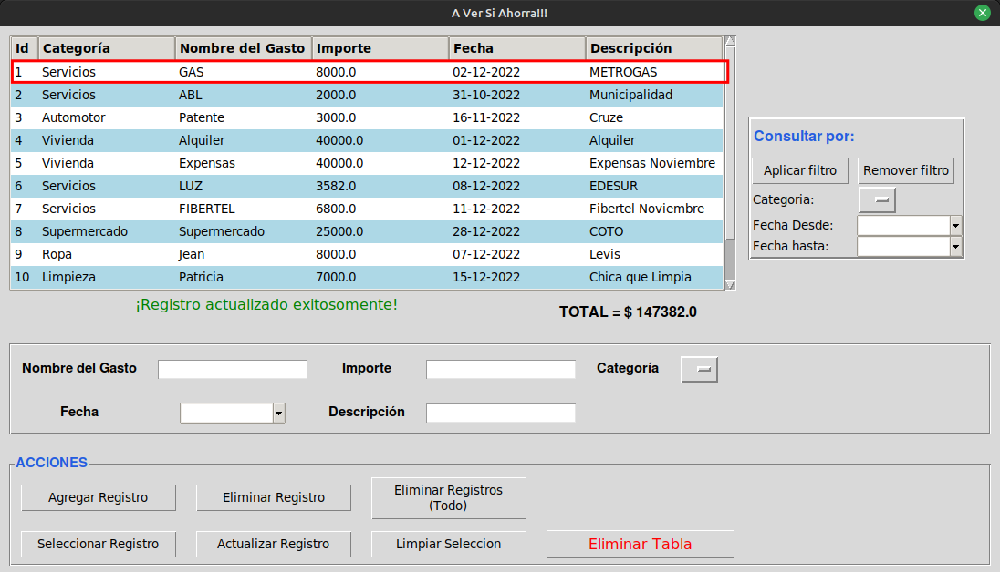 A Ver Si Ahorra!!!
Id Categoría Nombre del Gasto Importe Fecha Descripción
1 Servicios GAS 8000.0 02-12-2022 METROGAS
2 Servicios ABL 2000.0 31-10-2022 Municipalidad
3 Automotor Patente 3000.0 16-11-2022 Cruze
4 Vivienda Alquiler 40000.0 01-12-2022 Alquiler
5 Vivienda Expensas 40000.0 12-12-2022 Expensas Noviembre
6 Servicios LUZ 3582.0 08-12-2022 EDESUR
7 Servicios FIBERTEL 6800.0 11-12-2022 Fibertel Noviembre
8 Supermercado Supermercado 25000.0 28-12-2022 COTO
9 Ropa Jean 8000.0 07-12-2022 Levis
10 Limpieza Patricia 7000.0 15-12-2022 Chica que Limpia
¡Registro actualizado exitosomente!
TOTAL = $ 147382.0
Consultar por:
Aplicar filtro Remover filtro
Categoria:
Fecha Desde:
Fecha hasta:
Nombre del Gasto Importe Categoría
Fecha Descripción
ACCIONES
Agregar Registro Eliminar Registro Eliminar Registros
(Todo)
Seleccionar Registro Actualizar Registro Limpiar Seleccion Eliminar Tabla